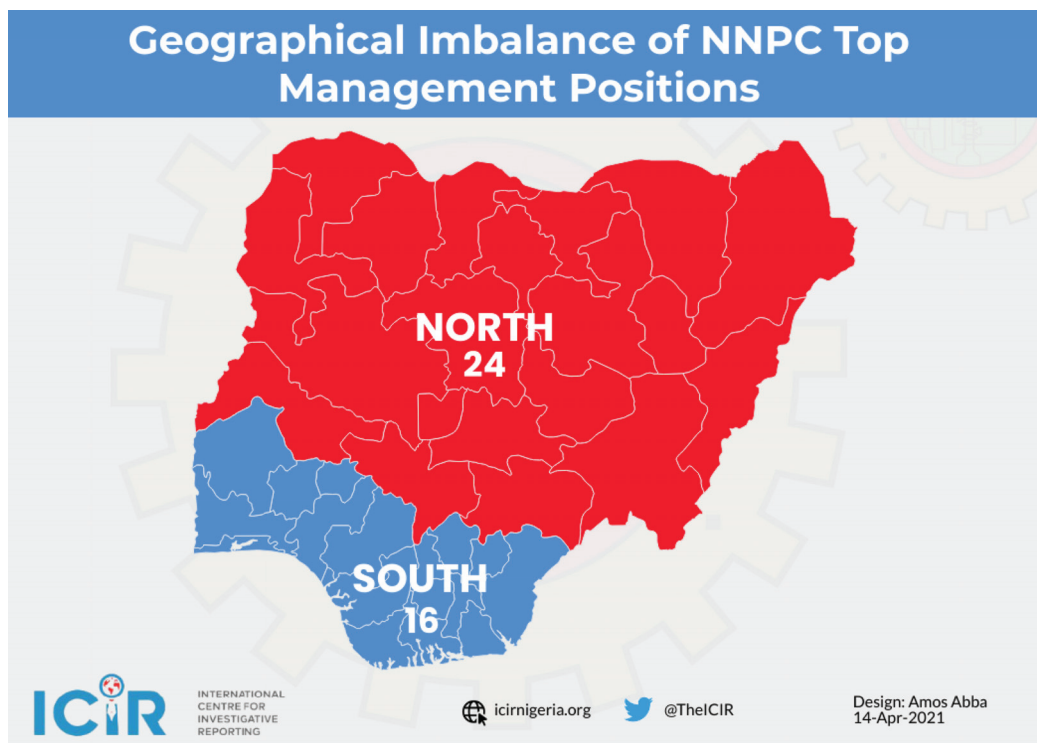 Geographical Imbalance of NNPC Top
Management Positions
NORTH
24
SOUTH
16
ICIR
INTERNATIONAL
CENTRE FOR
INVESTIGATIVE
REPORTING
icirnigeria.org
@TheICIR
Design: Amos Abba
14-Apr-2021